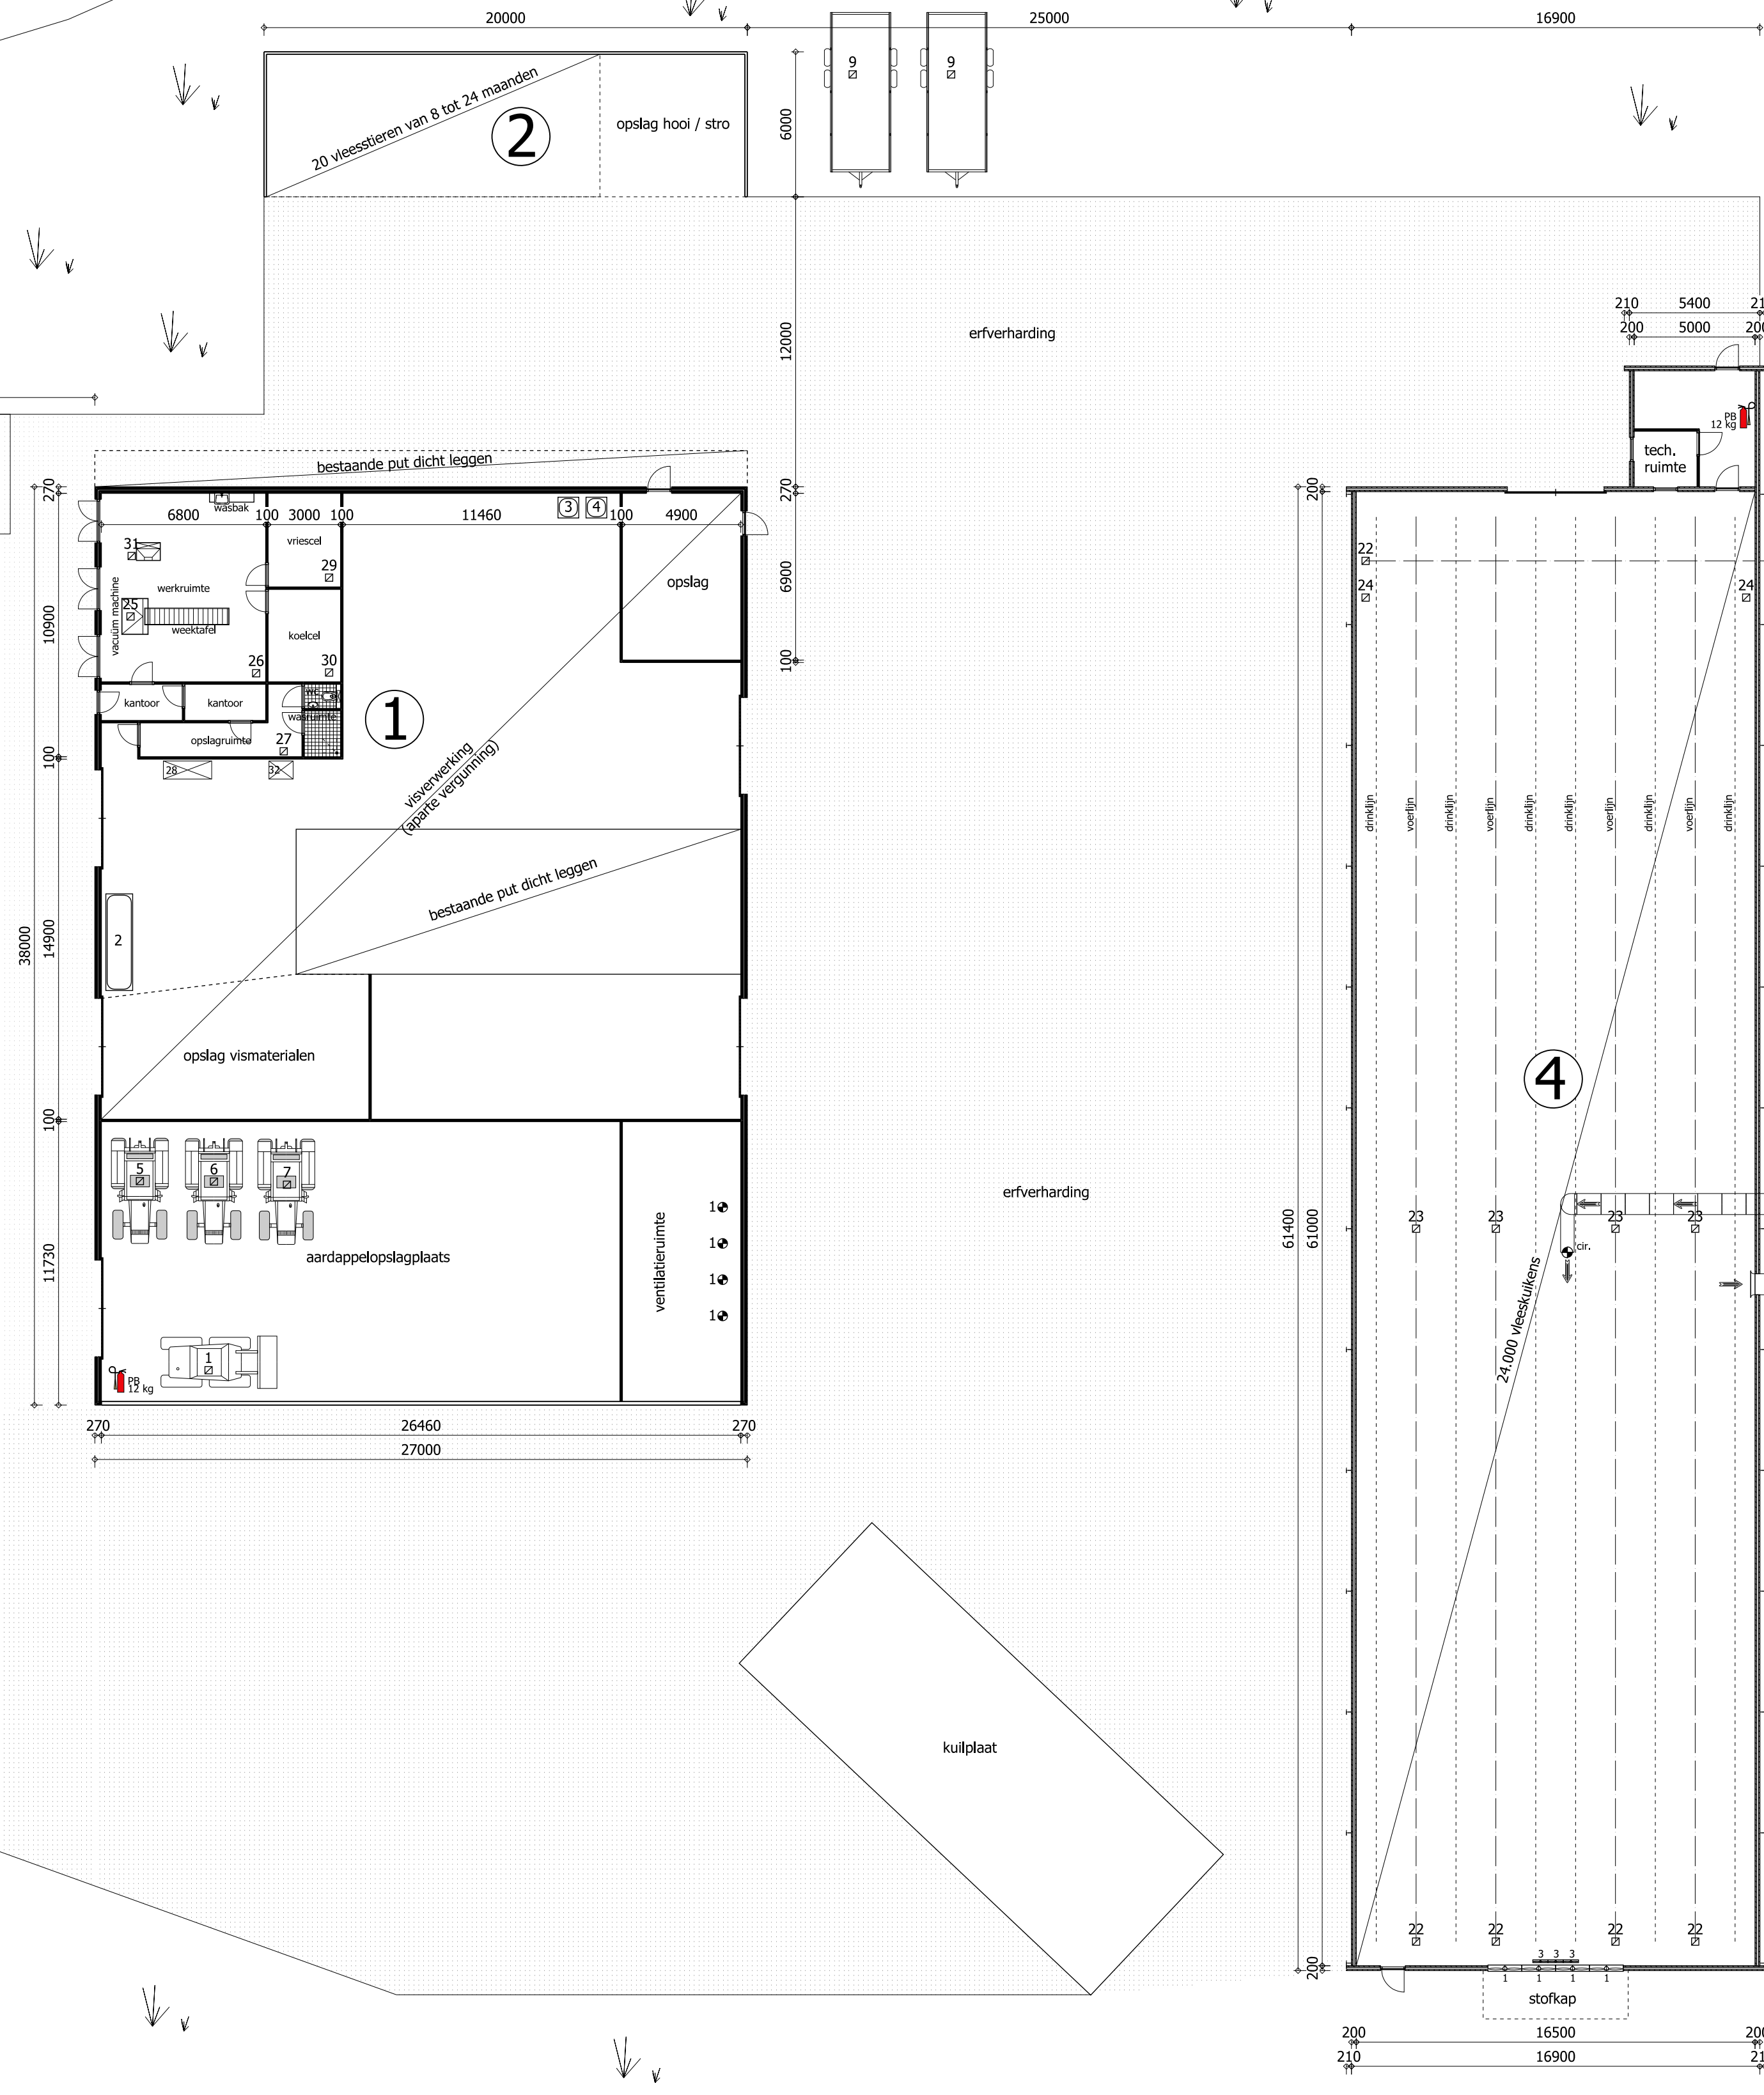 20000
25000
16900
9
9
20 vleesstieren van 8 tot 24 maanden
2
opslag hooi / stro
6000
12000
erfverharding
210
5400
200
5000
PB
12 kg
tech.
ruimte
bestaande put dicht leggen
270
270
200
wasbak
3
4
6800
100
3000
100
11460
100
4900
31
vriescel
29
22
24
24
opslag
6900
werkruimte
vacuüm machine
25
weektafel
koelcel
26
30
10900
100
kantoor
kantoor
wc
wasruimte
opslagruimte
27
1
28
32
100
visverwerking
(aparte vergunning)
drinklijn
voerlijn
drinklijn
voerlijn
drinklijn
drinklijn
voerlijn
drinklijn
voerlijn
drinklijn
bestaande put dicht leggen
2
38000
14900
opslag vismaterialen
4
100
5
6
7
erfverharding
23
23
23
23
cir.
61400
61000
aardappelopslagplaats
ventilatieruimte
1
1
1
1
11730
24.000 vleeskuikens
1
PB
12 kg
270
26460
270
27000
kuilplaat
22
22
22
22
3 3 3
200
1
1
1
1
stofkap
200
16500
210
16900